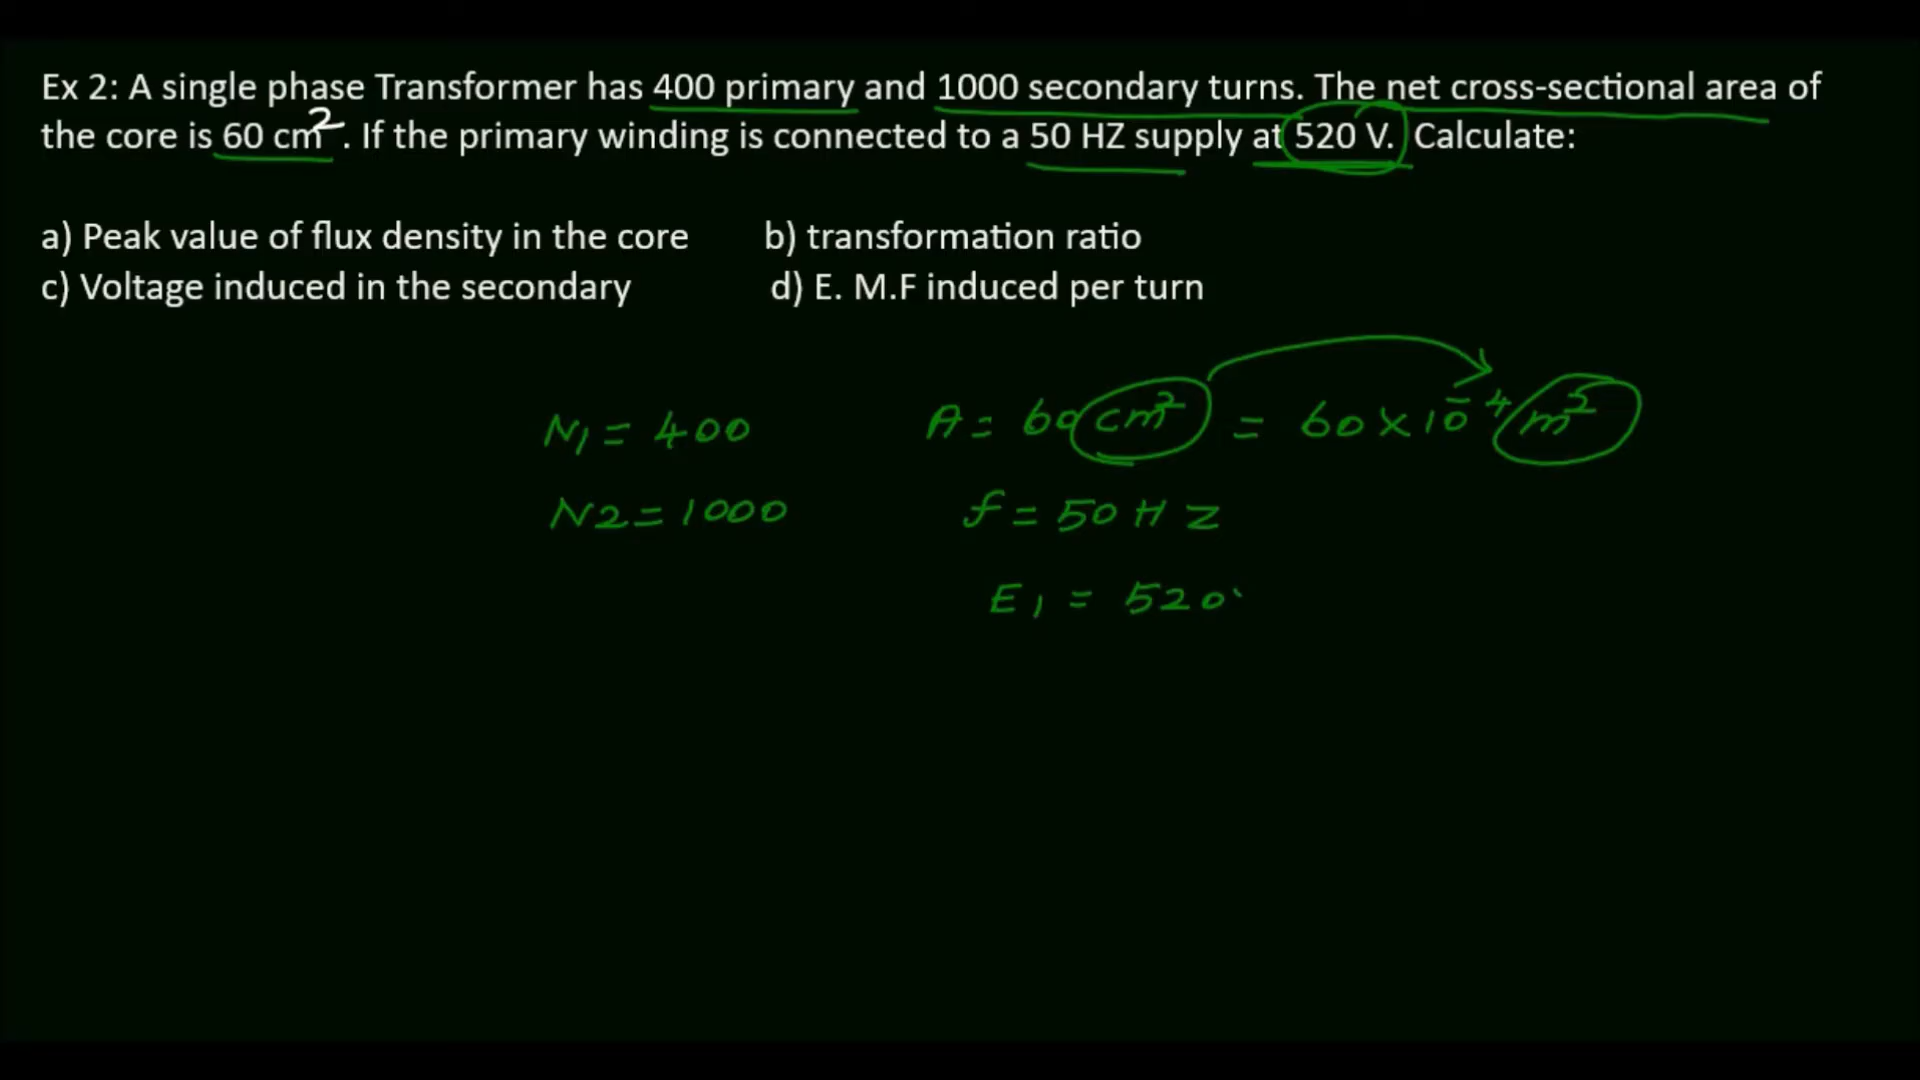 Ex 2: A single phase Transformer has 400 primary and 1000 secondary turns. The net cross-sectional area of
the core is 60 cm². If the primary winding is connected to a 50 HZ supply at 520 V. Calculate:
a) Peak value of flux density in the core b) transformation ratio
c) Voltage induced in the secondary d) E. M.F induced per turn
N1 = 400 A = 60 cm² = 60 × 10⁻⁴ m²
N2 = 1000 f = 50 HZ
E1 = 520